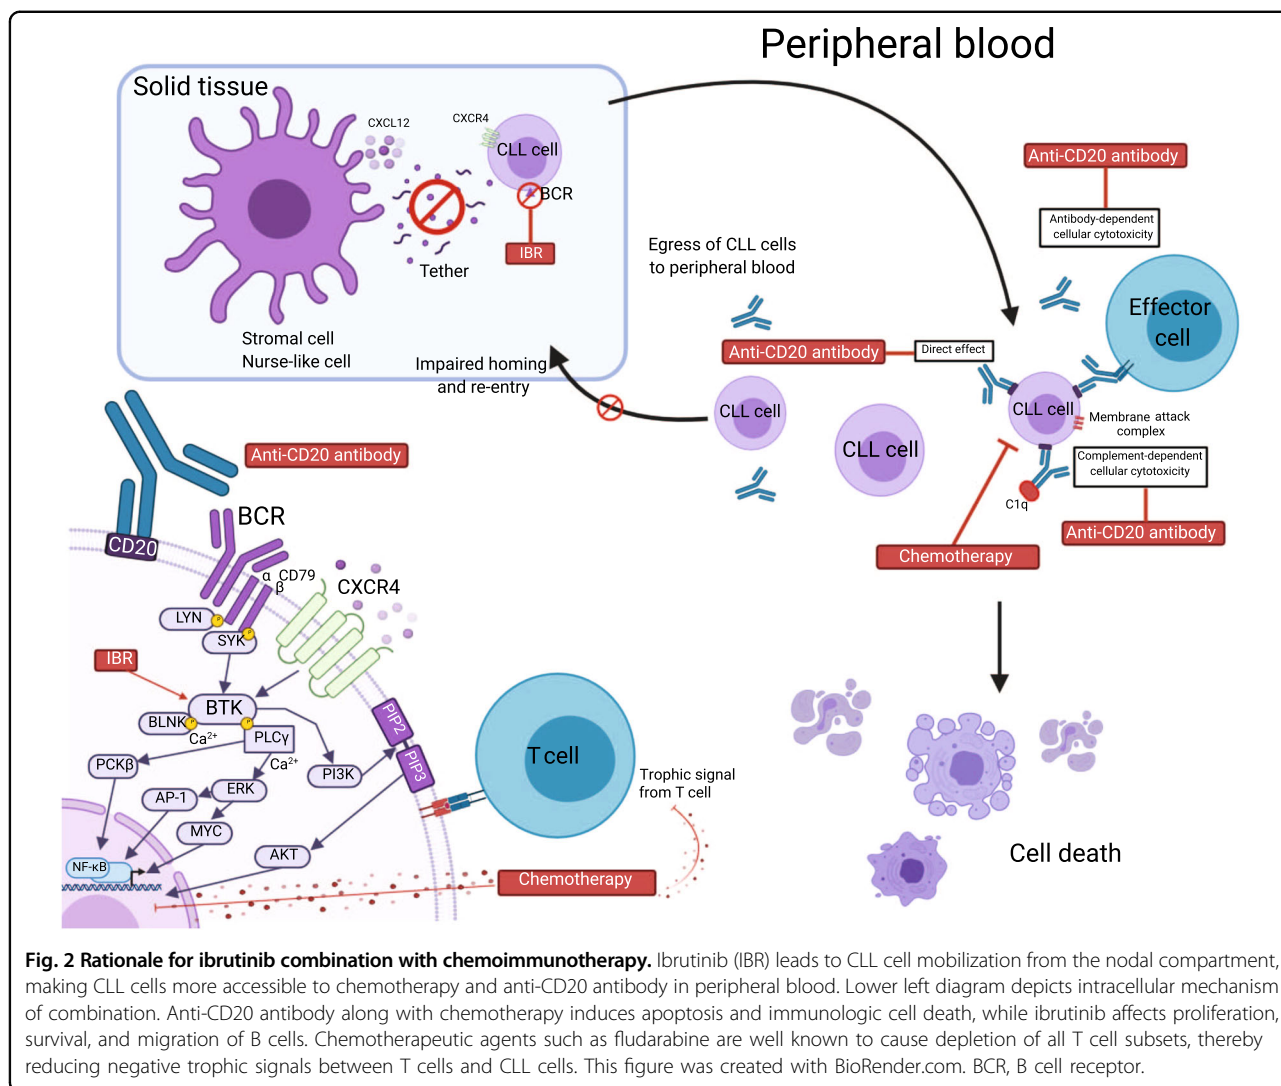 Peripheral blood
Solid tissue
CXCL12
CXCR4
CLL cell
BCR
IBR
Tether
Stromal cell
Nurse-like cell
Egress of CLL cells
to peripheral blood
Impaired homing
and re-entry
Anti-CD20 antibody
Antibody-dependent
cellular cytotoxicity
Effector
cell
Anti-CD20 antibody
Direct effect
CLL cell
CLL cell
CLL cell
Membrane attack
complex
Complement-dependent
cellular cytotoxicity
C1q
Anti-CD20 antibody
Chemotherapy
Anti-CD20 antibody
CD20
BCR
α
β
CD79
CXCR4
LYN
P
SYK
P
IBR
BTK
BLNK
P
P
Ca2+
PLCγ
Ca2+
PCKβ
PI3K
PIP2
PIP3
ERK
AP-1
MYC
AKT
NF-κB
T cell
Trophic signal
from T cell
Chemotherapy
Cell death
Fig. 2 Rationale for ibrutinib combination with chemoimmunotherapy. Ibrutinib (IBR) leads to CLL cell mobilization from the nodal compartment,
making CLL cells more accessible to chemotherapy and anti-CD20 antibody in peripheral blood. Lower left diagram depicts intracellular mechanism
of combination. Anti-CD20 antibody along with chemotherapy induces apoptosis and immunologic cell death, while ibrutinib affects proliferation,
survival, and migration of B cells. Chemotherapeutic agents such as fludarabine are well known to cause depletion of all T cell subsets, thereby
reducing negative trophic signals between T cells and CLL cells. This figure was created with BioRender.com. BCR, B cell receptor.